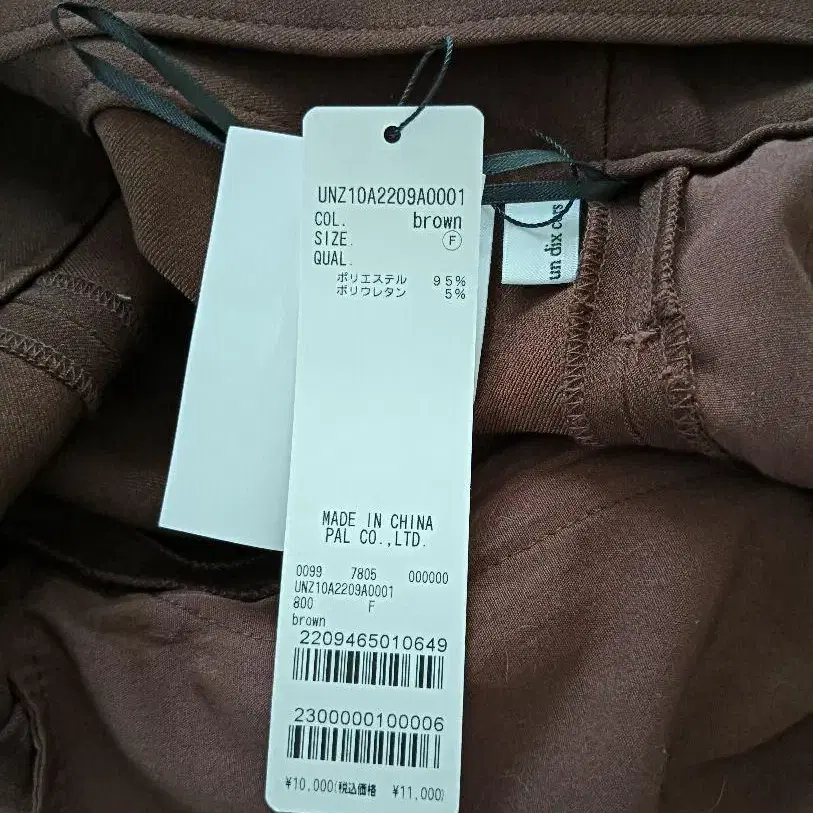 UNZ10A2209A0001
COL. brown
SIZE. F
QUAL.
ポリエステル 95%
ポリウレタン 5%
MADE IN CHINA
PAL CO.,LTD.
0099 7805 000000
UNZ10A2209A0001
800 F
brown
2209465010649
2300000100006
¥10,000(税込価格 ¥11,000)
un dix cors